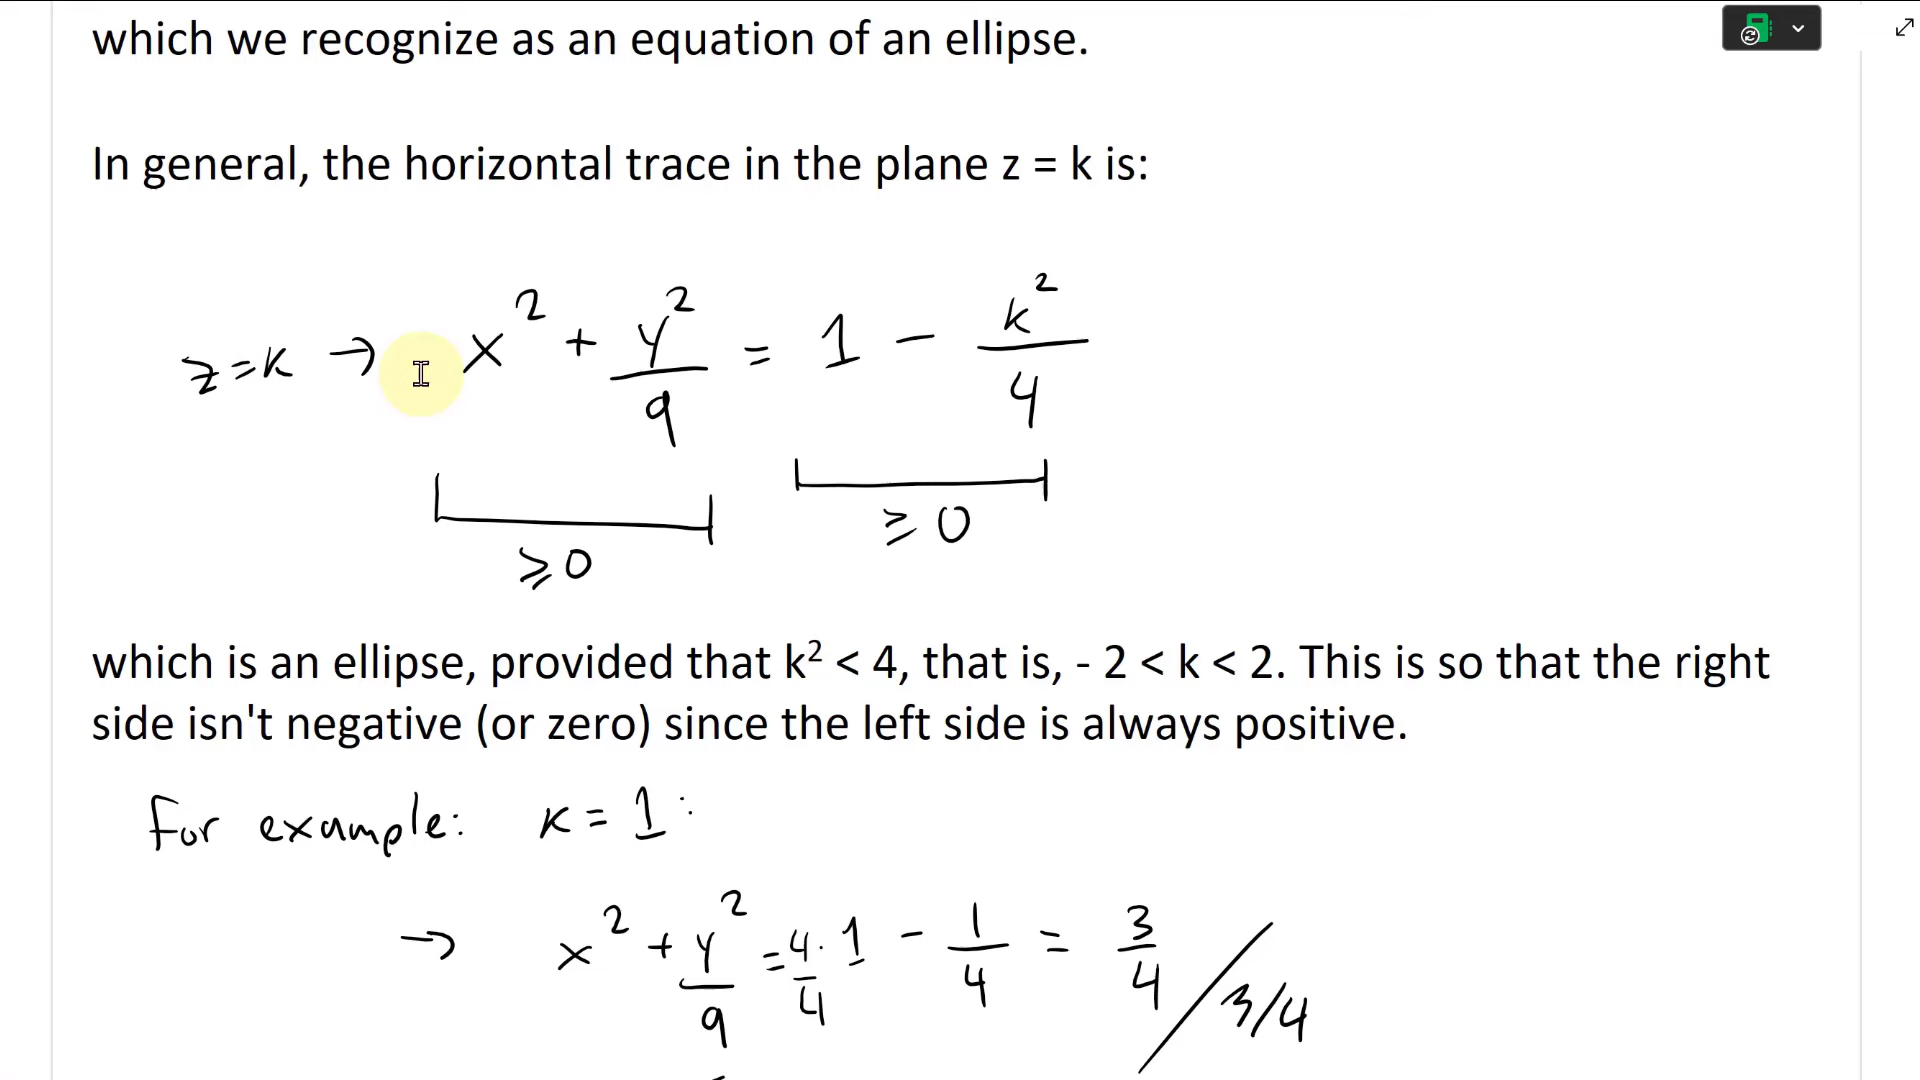 which we recognize as an equation of an ellipse.
In general, the horizontal trace in the plane z = k is:
z=k → x² + y²/9 = 1 - k²/4
≥ 0
≥ 0
which is an ellipse, provided that k² < 4, that is, - 2 < k < 2. This is so that the right
side isn't negative (or zero) since the left side is always positive.
For example: k = 1:
→ x² + y²/9 = 4/4 · 1 - 1/4 = 3/4 / 3/4